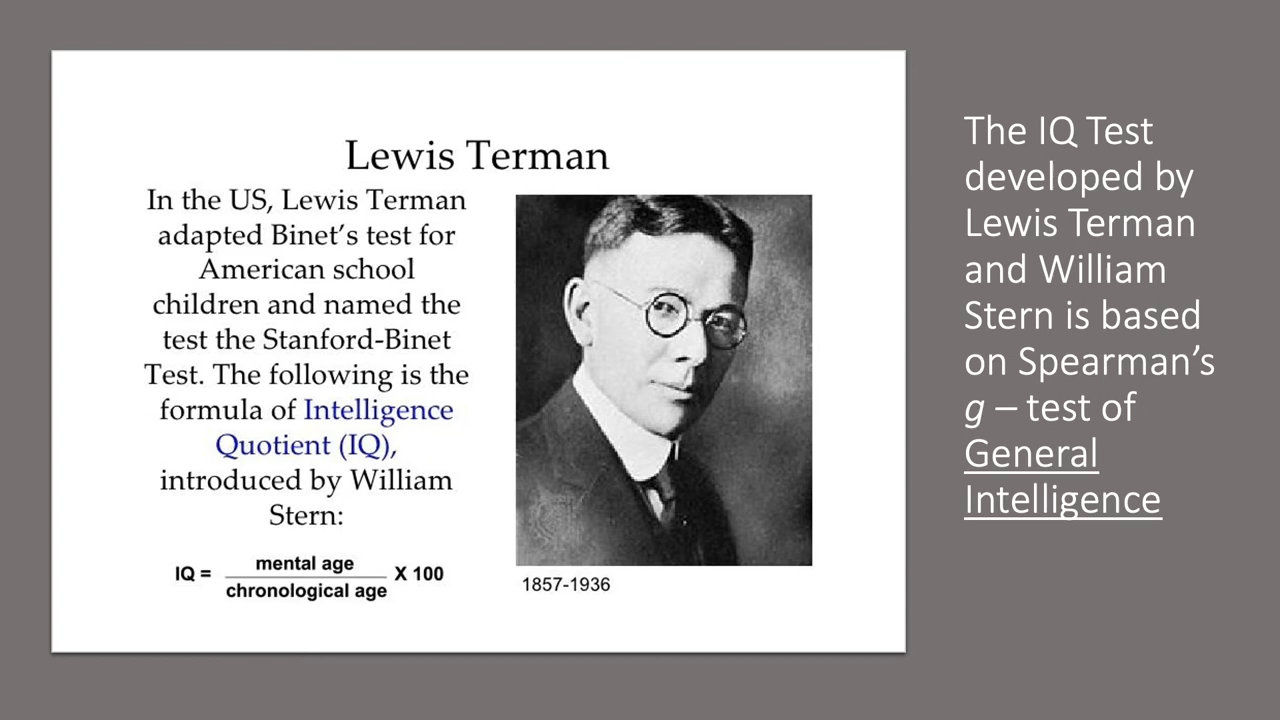 Lewis Terman
In the US, Lewis Terman
adapted Binet’s test for
American school
children and named the
test the Stanford-Binet
Test. The following is the
formula of Intelligence
Quotient (IQ),
introduced by William
Stern:
IQ = mental age
chronological age X 100
1857-1936
The IQ Test
developed by
Lewis Terman
and William
Stern is based
on Spearman’s
g – test of
General
Intelligence